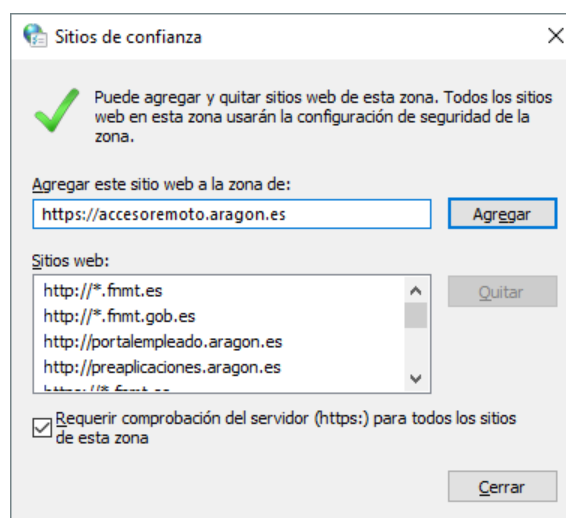 Sitios de confianza
Puede agregar y quitar sitios web de esta zona. Todos los sitios
web en esta zona usarán la configuración de seguridad de la
zona.
Agregar este sitio web a la zona de:
https://accesoremoto.aragon.es
Agregar
Sitios web:
http://*.fnmt.es
http://*.fnmt.gob.es
http://portalempleado.aragon.es
http://preaplicaciones.aragon.es
https://*.fnmt.es
Quitar
Requerir comprobación del servidor (https:) para todos los sitios
de esta zona
Cerrar